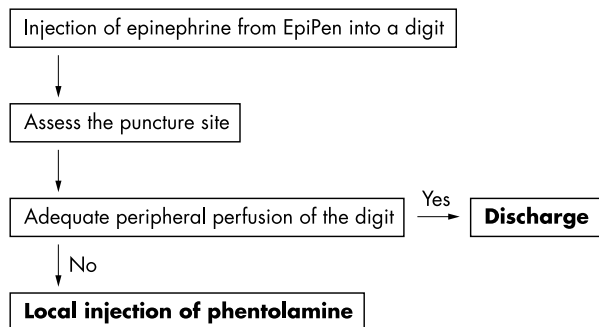 Injection of epinephrine from EpiPen into a digit
Assess the puncture site
Adequate peripheral perfusion of the digit
Yes
Discharge
No
Local injection of phentolamine